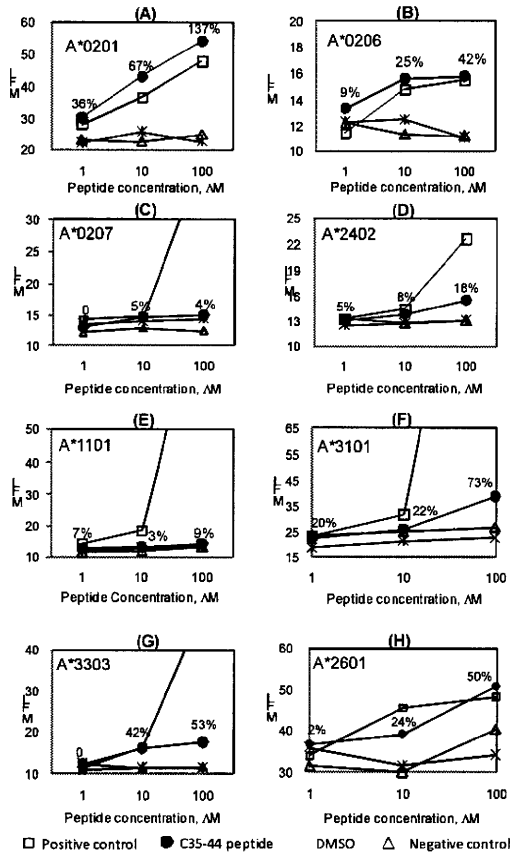 (A)
A*0201
60
50
40
30
20
36%
67%
137%
MFI
1 10 100
Peptide concentration, ΛM
(B)
A*0206
20
18
16
14
12
10
9%
25%
42%
MFI
1 10 100
Peptide concentration, ΛM
(C)
A*0207
30
25
20
15
10
0
5%
4%
MFI
1 10 100
Peptide concentration, ΛM
(D)
A*2402
25
23
21
19
17
15
13
11
5%
8%
18%
MFI
1 10 100
Peptide concentration, ΛM
(E)
A*1101
50
40
30
20
10
7%
3%
9%
MFI
1 10 100
Peptide Concentration, ΛM
(F)
A*3101
65
55
45
35
25
15
20%
22%
73%
MFI
1 10 100
Peptide concentration, ΛM
(G)
A*3303
40
30
20
10
0
42%
53%
MFI
1 10 100
Peptide concentration, ΛM
(H)
A*2601
60
50
40
30
2%
24%
50%
MFI
1 10 100
Peptide concentration, ΛM
Positive control C35-44 peptide DMSO Negative control